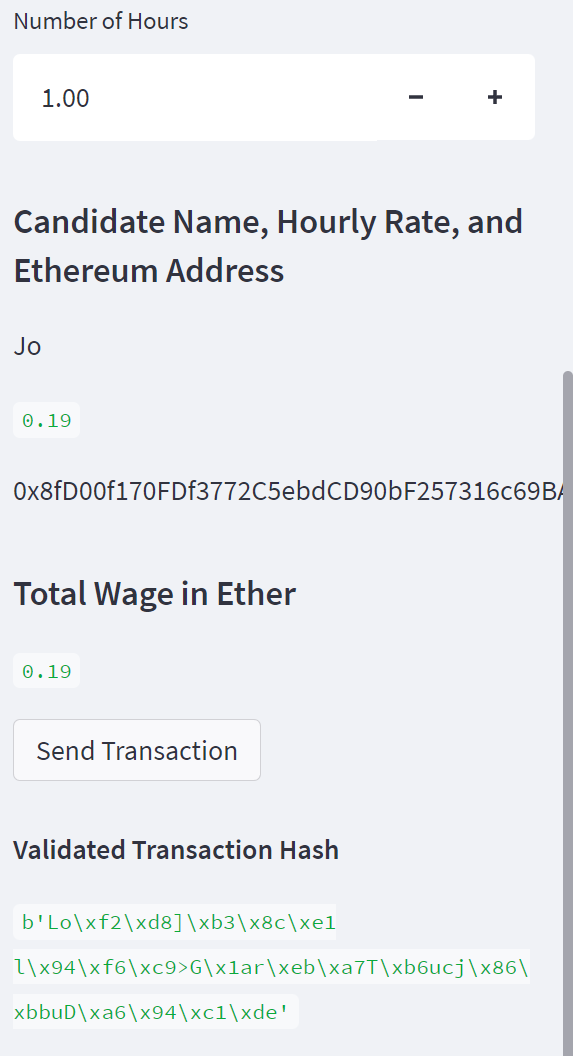 Number of Hours
1.00
Candidate Name, Hourly Rate, and
Ethereum Address
Jo
0.19
0x8fD00f170FDf3772C5ebdCD90bF257316c69BA
Total Wage in Ether
0.19
Send Transaction
Validated Transaction Hash
b'Lo\xf2\xd8]\xb3\x8c\xe1
l\x94\xf6\xc9>G\x1ar\xeb\xa7T\xb6ucj\x86\
xbbuD\xa6\x94\xc1\xde'